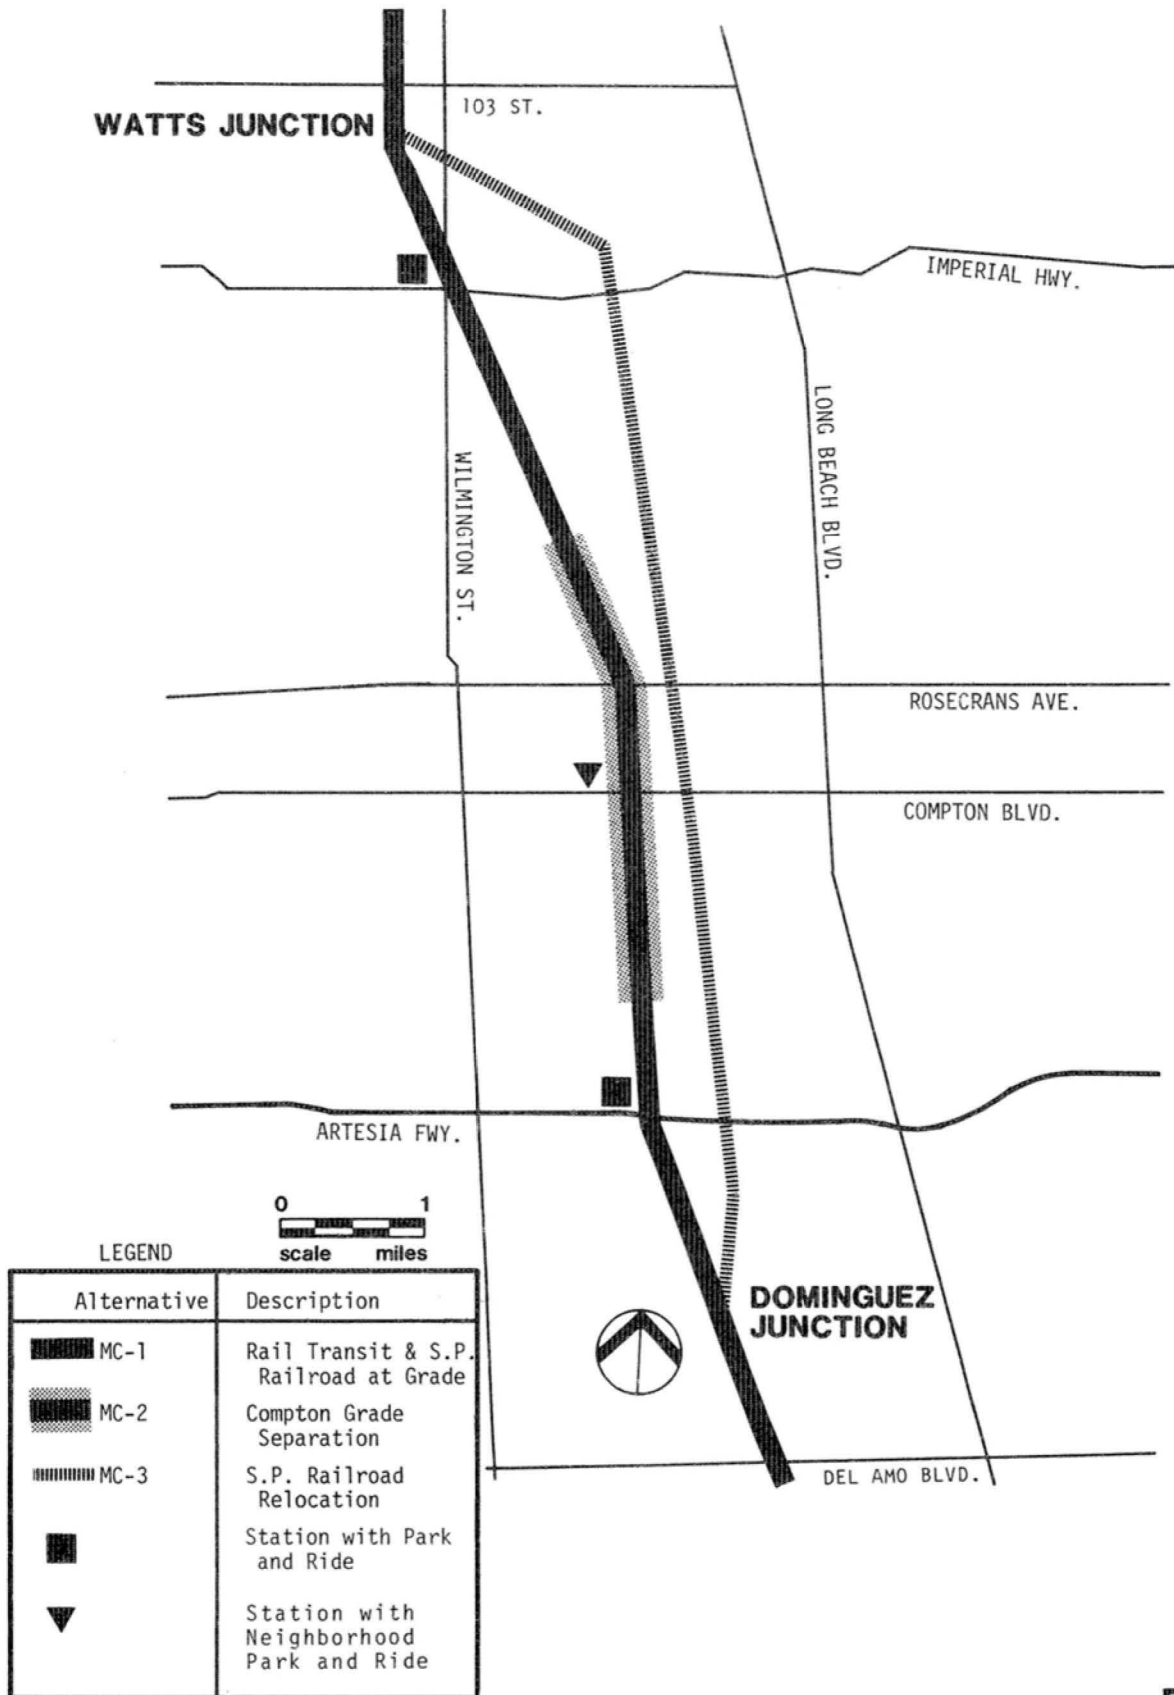 103 ST.
WATTS JUNCTION
IMPERIAL HWY.
LONG BEACH BLVD.
WILMINGTON ST.
ROSECRANS AVE.
COMPTON BLVD.
ARTESIA FWY.
0 1
scale miles
DOMINGUEZ
JUNCTION
DEL AMO BLVD.
LEGEND
Alternative Description
MC-1 Rail Transit & S.P.
Railroad at Grade
MC-2 Compton Grade
Separation
MC-3 S.P. Railroad
Relocation
Station with Park
and Ride
Station with
Neighborhood
Park and Ride